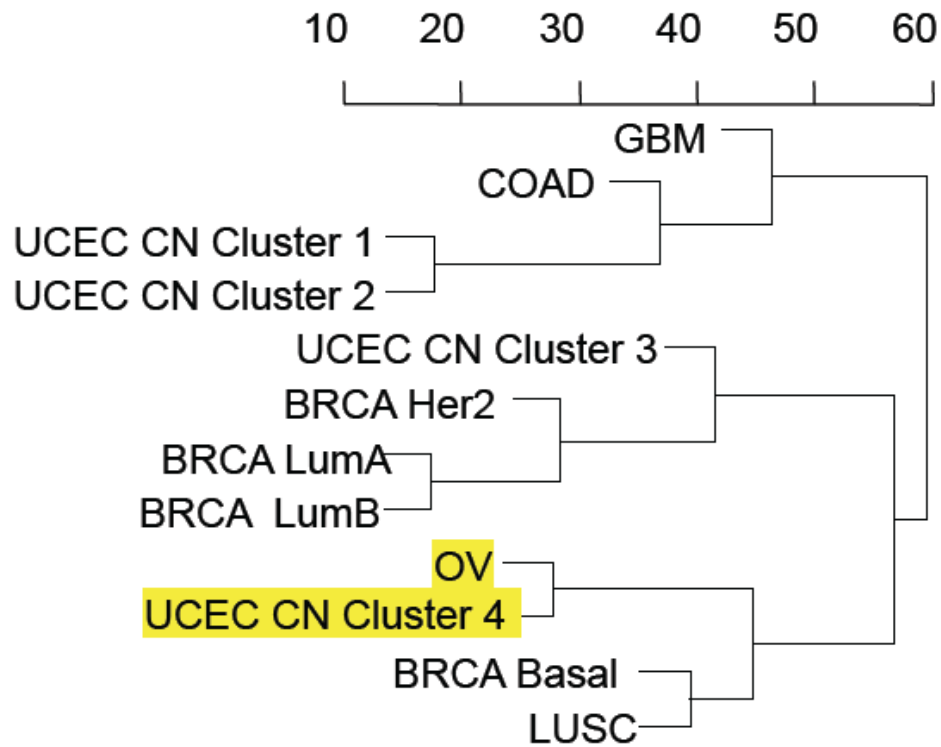 10 20 30 40 50 60
GBM
COAD
UCEC CN Cluster 1
UCEC CN Cluster 2
UCEC CN Cluster 3
BRCA Her2
BRCA LumA
BRCA LumB
OV
UCEC CN Cluster 4
BRCA Basal
LUSC